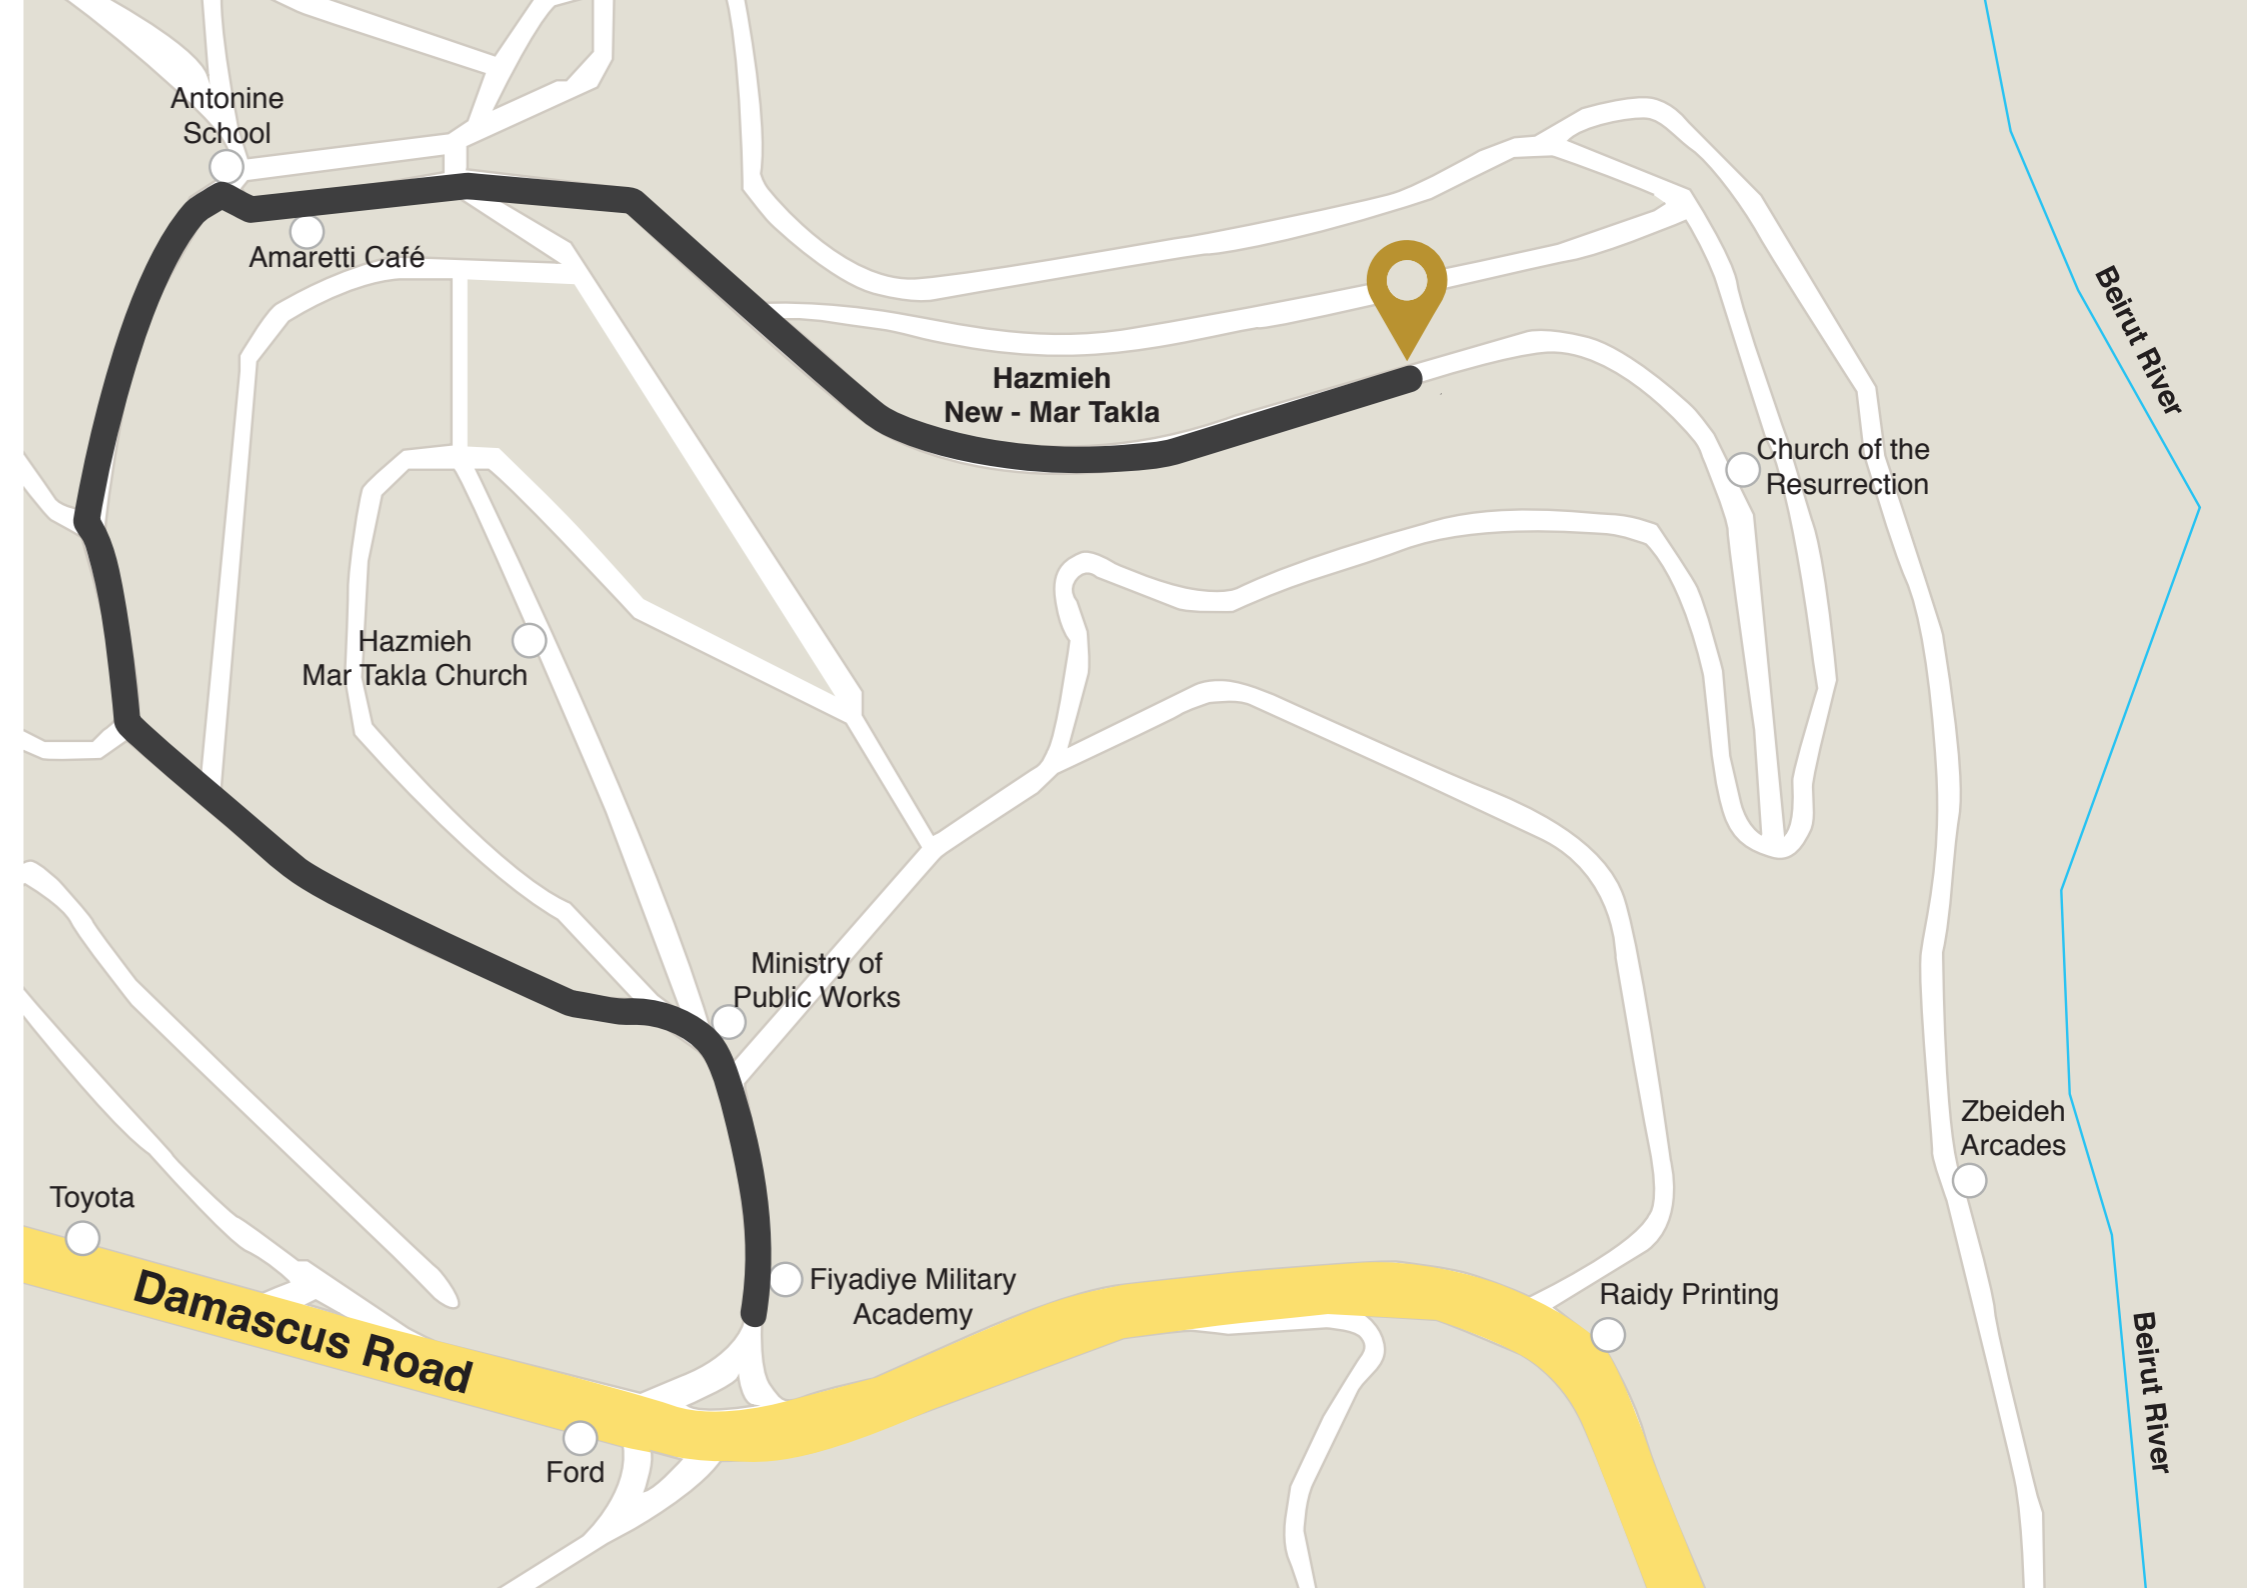 Antonine
School
Amaretti Café
Beirut River
Hazmieh
New - Mar Takla
Church of the
Resurrection
Hazmieh
Mar Takla Church
Ministry of
Public Works
Zbeideh
Arcades
Toyota
Damascus Road
Fiyadiye Military
Academy
Raidy Printing
Beirut River
Ford